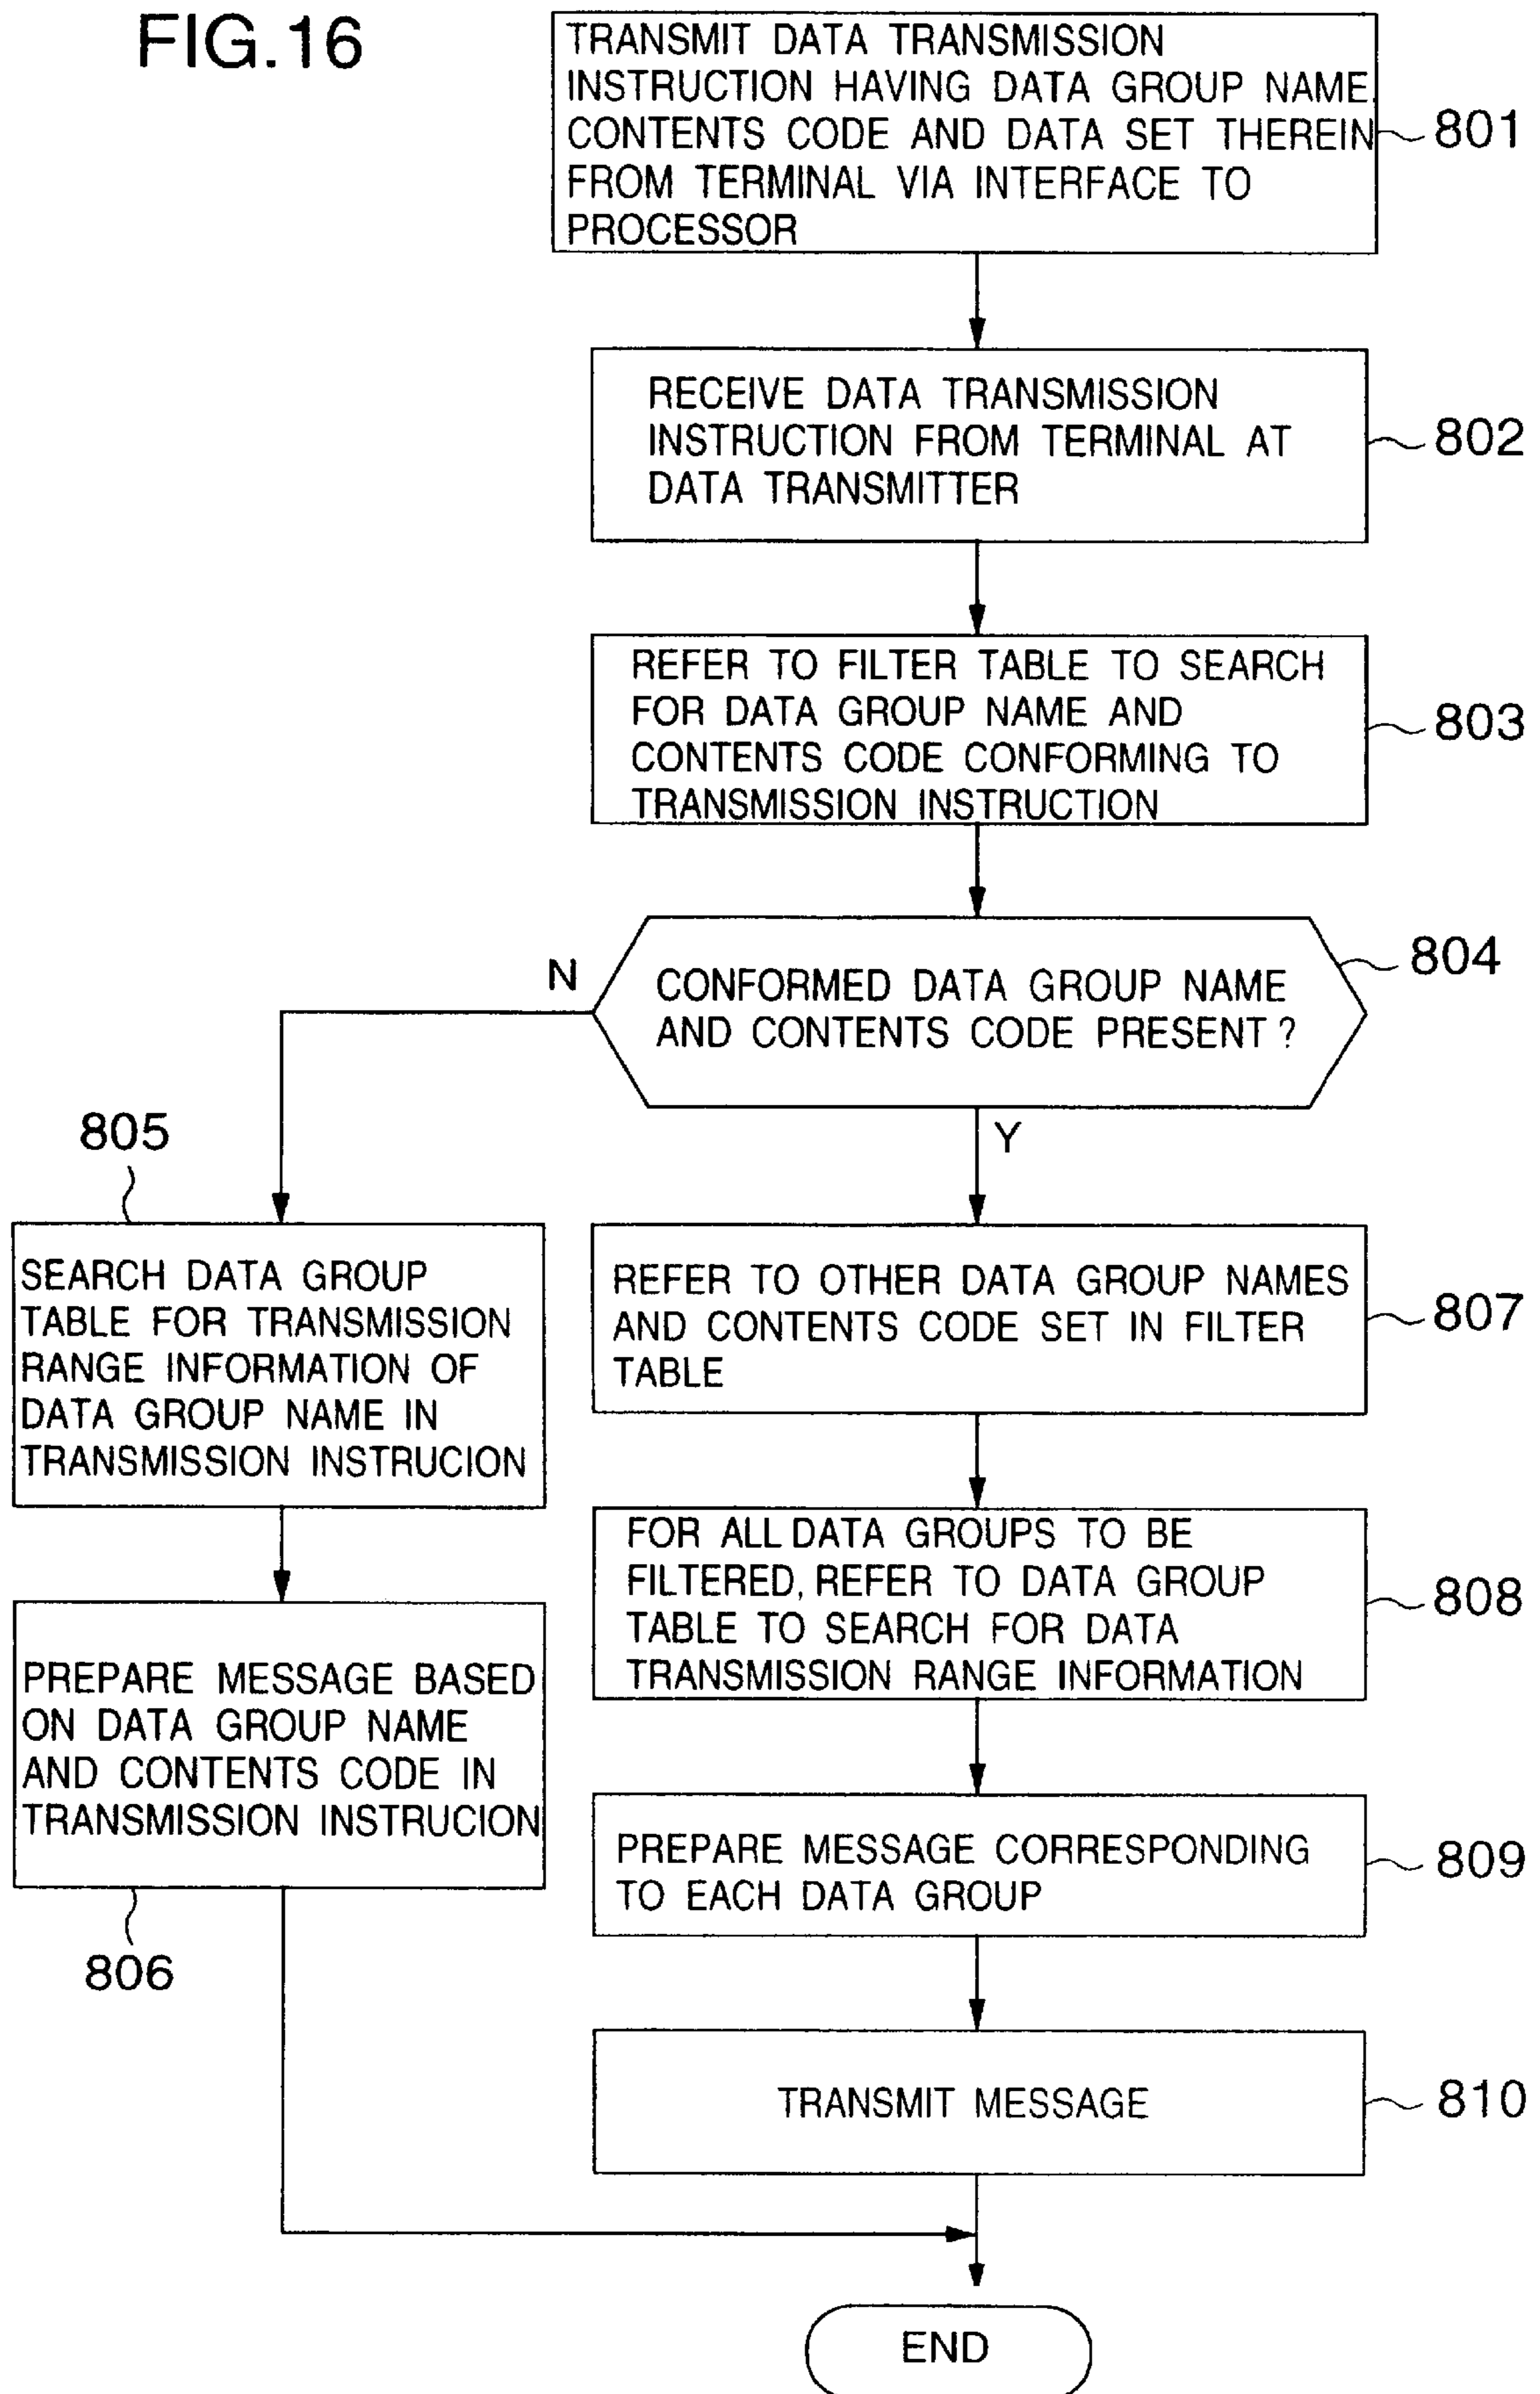 FIG.16
TRANSMIT DATA TRANSMISSION
INSTRUCTION HAVING DATA GROUP NAME,
CONTENTS CODE AND DATA SET THEREIN
FROM TERMINAL VIA INTERFACE TO
PROCESSOR
801
RECEIVE DATA TRANSMISSION
INSTRUCTION FROM TERMINAL AT
DATA TRANSMITTER
802
REFER TO FILTER TABLE TO SEARCH
FOR DATA GROUP NAME AND
CONTENTS CODE CONFORMING TO
TRANSMISSION INSTRUCTION
803
CONFORMED DATA GROUP NAME
AND CONTENTS CODE PRESENT ?
804
N
Y
805
SEARCH DATA GROUP
TABLE FOR TRANSMISSION
RANGE INFORMATION OF
DATA GROUP NAME IN
TRANSMISSION INSTRUCION
REFER TO OTHER DATA GROUP NAMES
AND CONTENTS CODE SET IN FILTER
TABLE
807
FOR ALL DATA GROUPS TO BE
FILTERED, REFER TO DATA GROUP
TABLE TO SEARCH FOR DATA
TRANSMISSION RANGE INFORMATION
808
PREPARE MESSAGE BASED
ON DATA GROUP NAME
AND CONTENTS CODE IN
TRANSMISSION INSTRUCION
806
PREPARE MESSAGE CORRESPONDING
TO EACH DATA GROUP
809
TRANSMIT MESSAGE
810
END